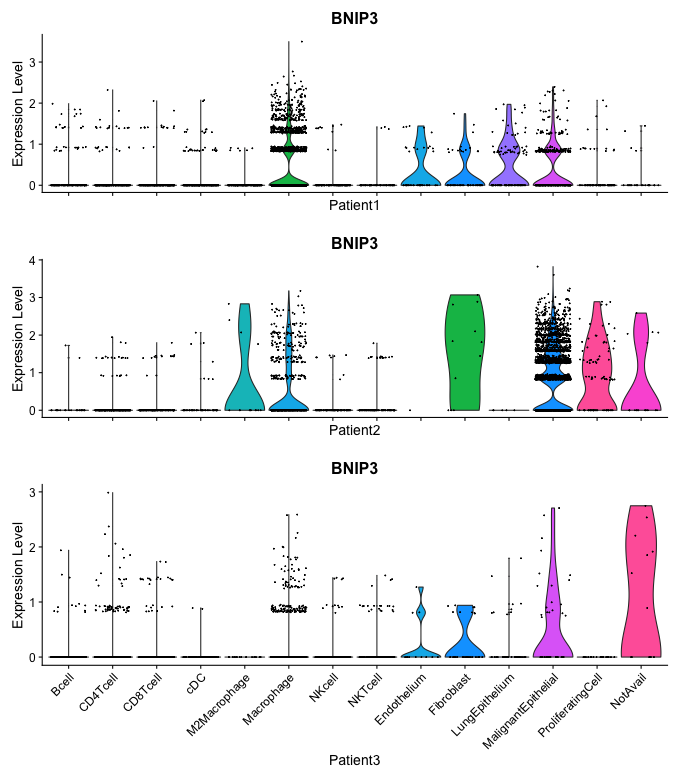 BNIP3
Expression Level
3
2
1
0
Patient1
BNIP3
Expression Level
4
3
2
1
0
Patient2
BNIP3
Expression Level
3
2
1
0
Bcell
CD4Tcell
CD8Tcell
cDC
M2Macrophage
Macrophage
NKcell
NKTcell
Endothelium
Fibroblast
LungEpithelium
MalignantEpithelial
ProliferatingCell
NotAvail
Patient3